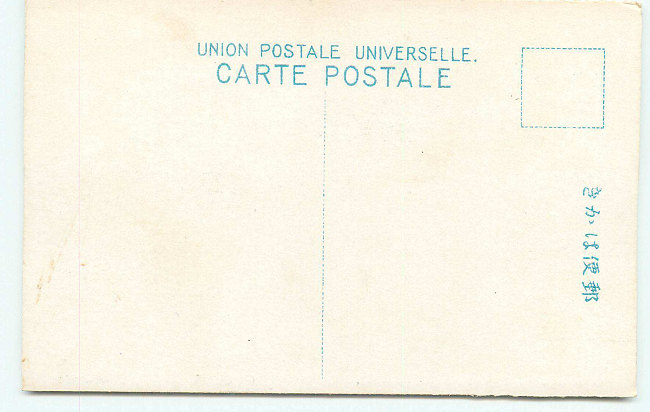 UNION POSTALE UNIVERSELLE.
CARTE POSTALE
きかは便郵